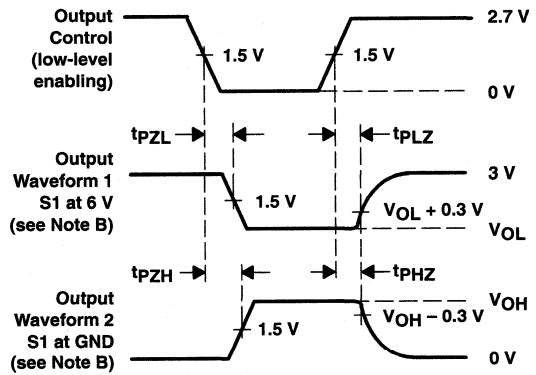 Output
Control
(low-level
enabling)
2.7 V
1.5 V
1.5 V
0 V
tPZL
tPLZ
Output
Waveform 1
S1 at 6 V
(see Note B)
3 V
1.5 V
VOL + 0.3 V
VOL
tPZH
tPHZ
Output
Waveform 2
S1 at GND
(see Note B)
VOH
1.5 V
VOH – 0.3 V
0 V